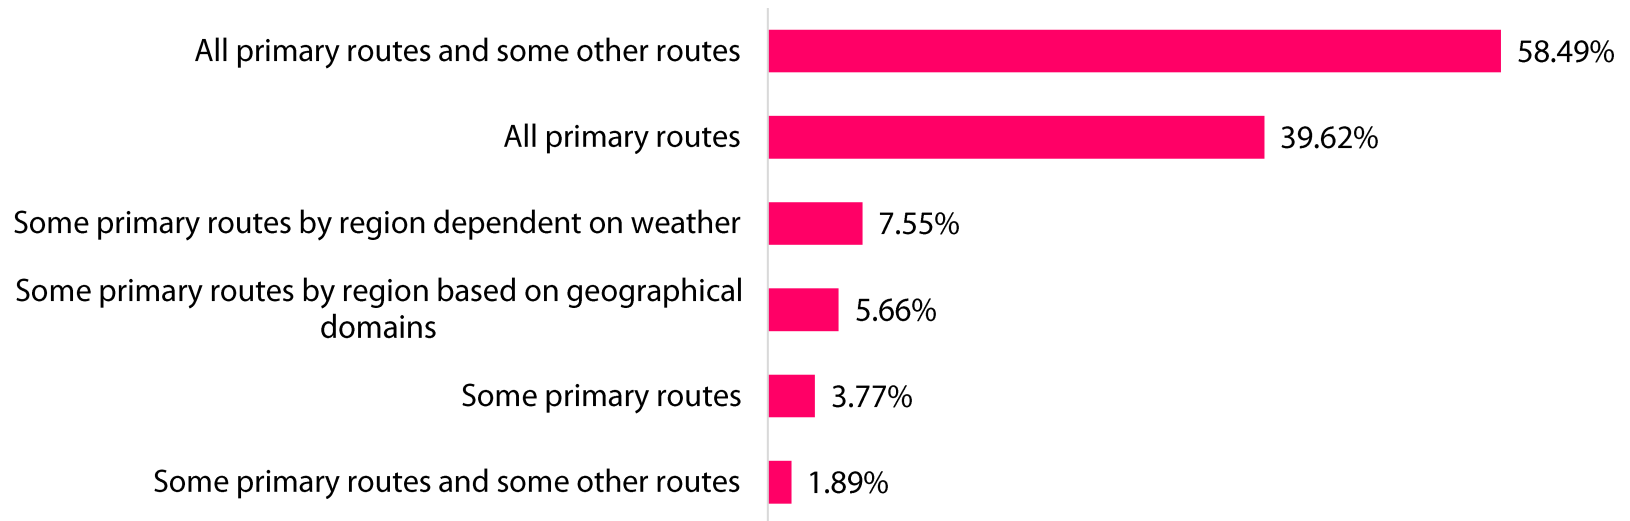 All primary routes and some other routes 58.49%
All primary routes 39.62%
Some primary routes by region dependent on weather 7.55%
Some primary routes by region based on geographical
domains 5.66%
Some primary routes 3.77%
Some primary routes and some other routes 1.89%